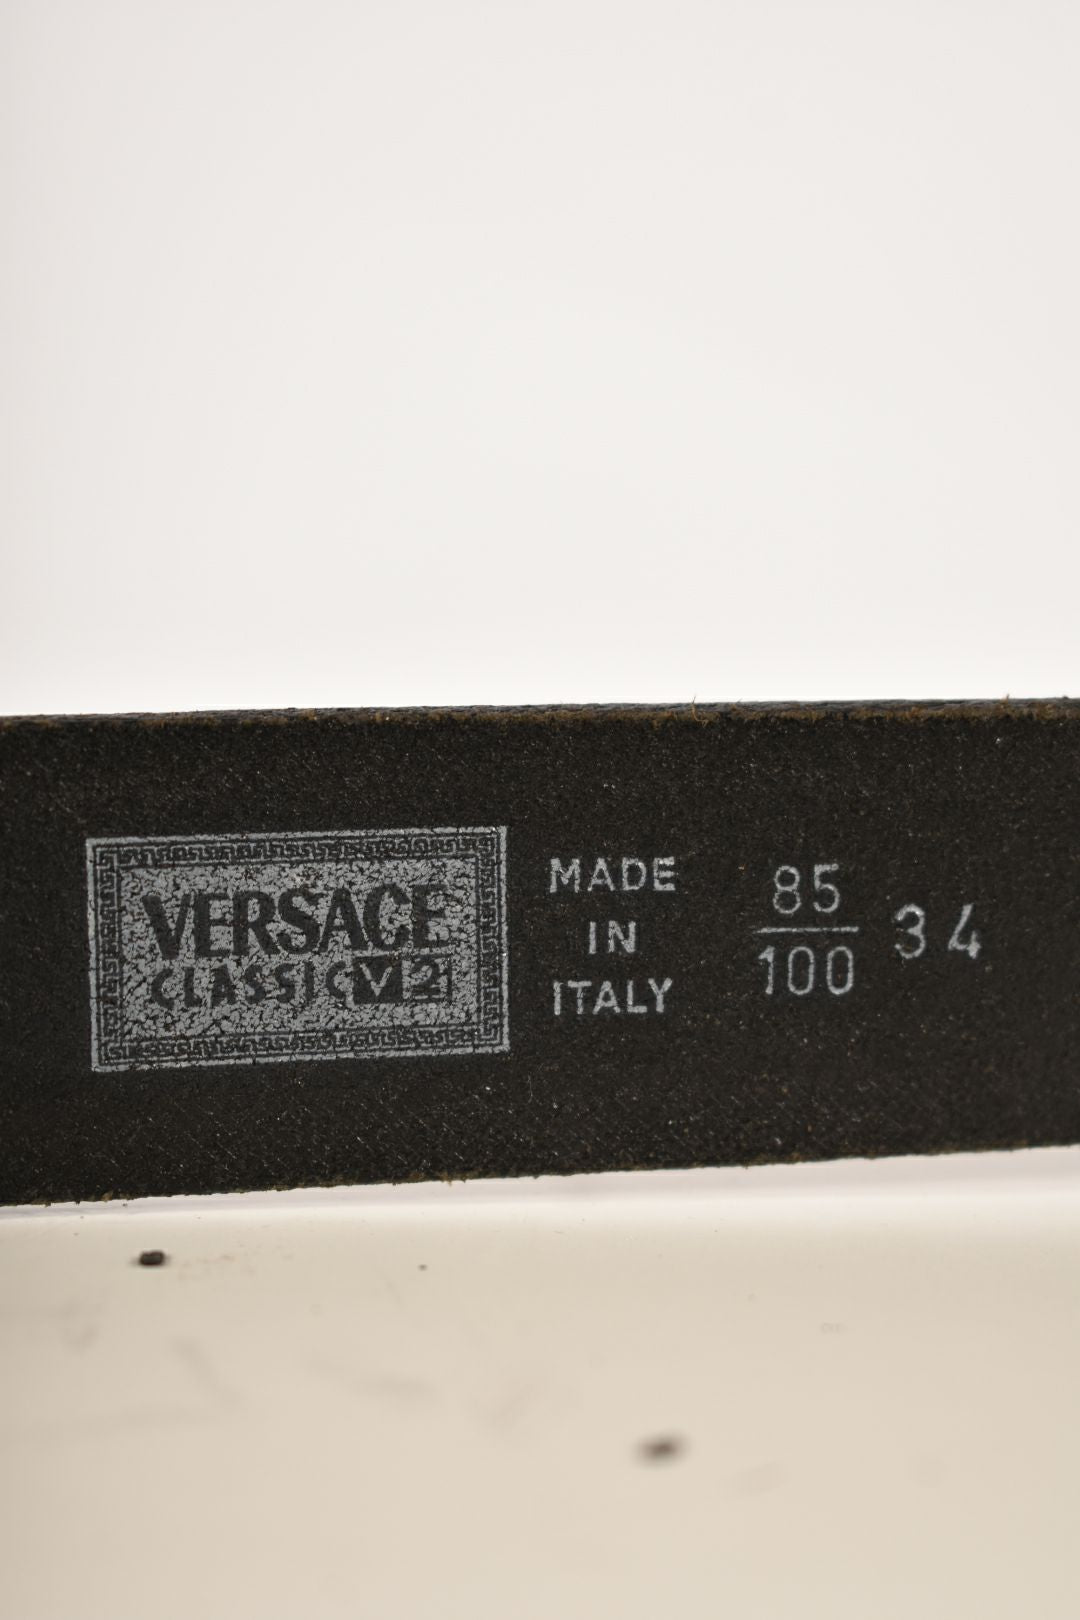 VERSACE
CLASSIC V2
MADE
IN
ITALY
85
100
34